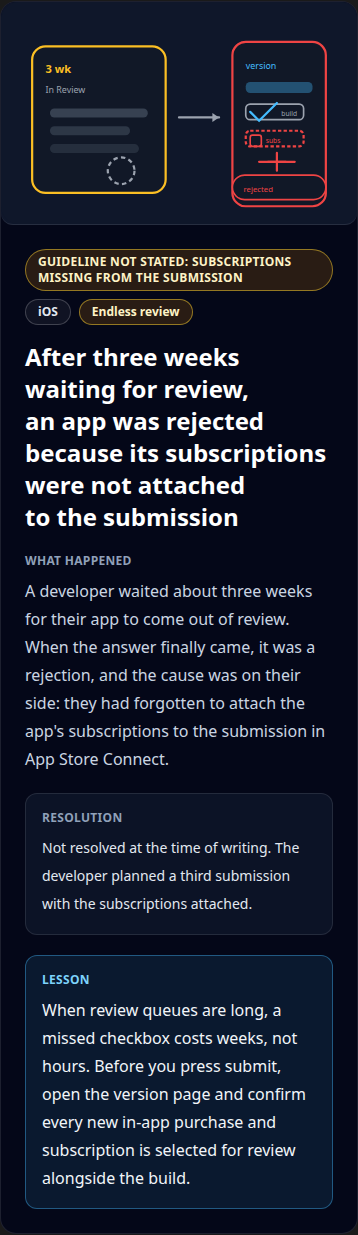 3 wk
In Review
version
build
subs
rejected
GUIDELINE NOT STATED: SUBSCRIPTIONS
MISSING FROM THE SUBMISSION
iOS
Endless review
After three weeks
waiting for review,
an app was rejected
because its subscriptions
were not attached
to the submission
WHAT HAPPENED
A developer waited about three weeks
for their app to come out of review.
When the answer finally came, it was a
rejection, and the cause was on their
side: they had forgotten to attach the
app's subscriptions to the submission in
App Store Connect.
RESOLUTION
Not resolved at the time of writing. The
developer planned a third submission
with the subscriptions attached.
LESSON
When review queues are long, a
missed checkbox costs weeks, not
hours. Before you press submit,
open the version page and confirm
every new in-app purchase and
subscription is selected for review
alongside the build.